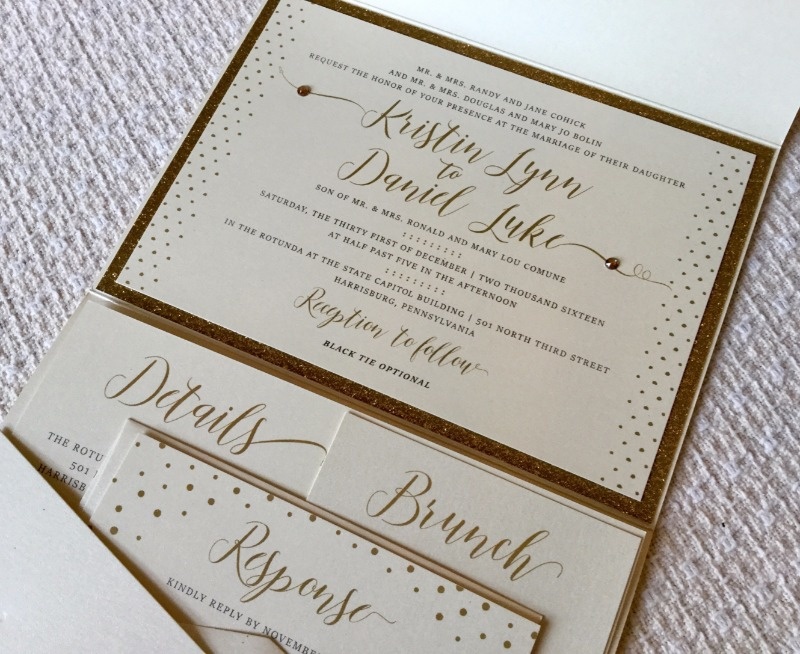 MR. & MRS. RANDY AND JANE COHICK
AND MR. & MRS. DOUGLAS AND MARY JO BOLIN
REQUEST THE HONOR OF YOUR PRESENCE AT THE MARRIAGE OF THEIR DAUGHTER
Kristin Lynn
to
Daniel Luke
SON OF MR. & MRS. RONALD AND MARY LOU COMUNE
SATURDAY, THE THIRTY FIRST OF DECEMBER | TWO THOUSAND SIXTEEN
AT HALF PAST FIVE IN THE AFTERNOON
IN THE ROTUNDA AT THE STATE CAPITOL BUILDING | 501 NORTH THIRD STREET
HARRISBURG, PENNSYLVANIA
Reception to follow
BLACK TIE OPTIONAL
Details
THE ROTU
501
HARRISB
Brunch
Response
KINDLY REPLY BY NOVEMBER